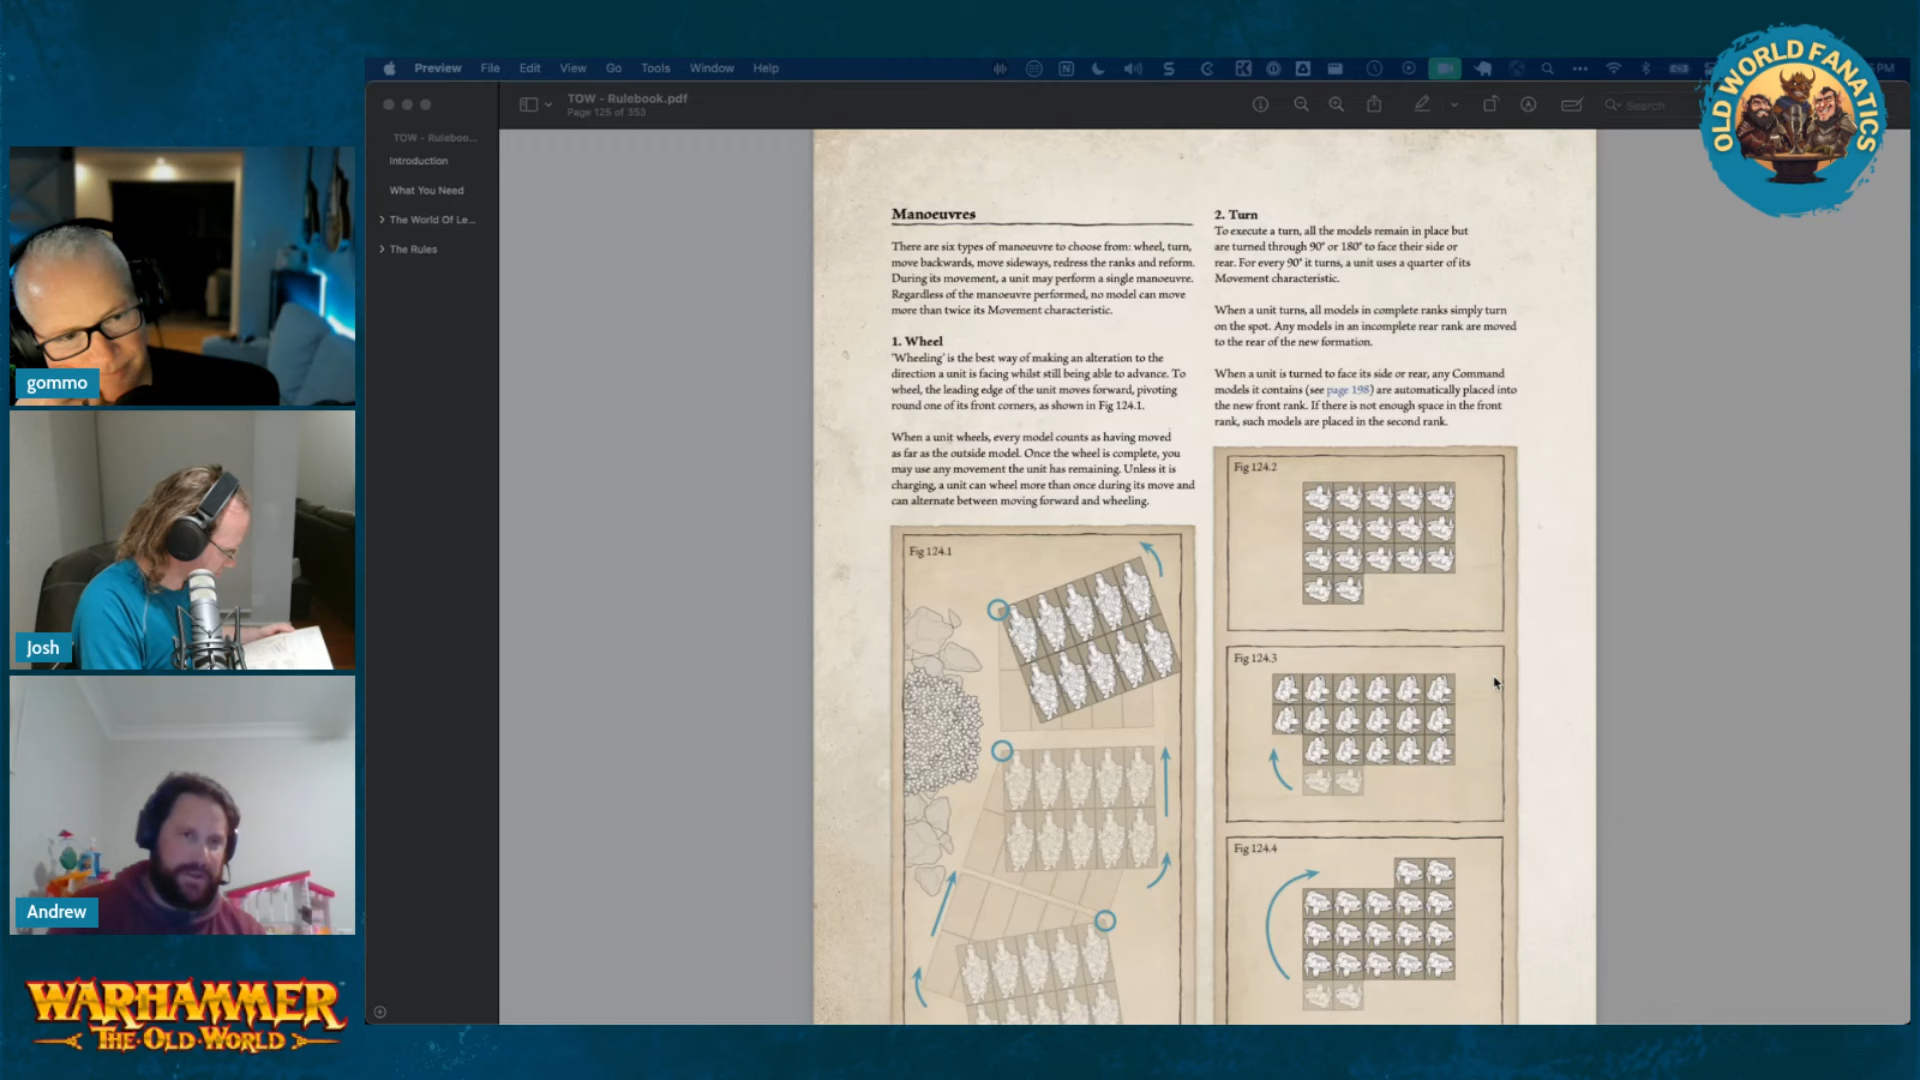 Preview File Edit View Go Tools Window Help
PM
TOW - Rulebook.pdf
Page 125 of 353
Search
TOW - Ruleboo...
Introduction
What You Need
The World Of Le...
The Rules
Manoeuvres
There are six types of manoeuvre to choose from: wheel, turn,
move backwards, move sideways, redress the ranks and reform.
During its movement, a unit may perform a single manoeuvre.
Regardless of the manoeuvre performed, no model can move
more than twice its Movement characteristic.
1. Wheel
'Wheeling' is the best way of making an alteration to the
direction a unit is facing whilst still being able to advance. To
wheel, the leading edge of the unit moves forward, pivoting
round one of its front corners, as shown in Fig 124.1.
When a unit wheels, every model counts as having moved
as far as the outside model. Once the wheel is complete, you
may use any movement the unit has remaining. Unless it is
charging, a unit can wheel more than once during its move and
can alternate between moving forward and wheeling.
Fig 124.1
2. Turn
To execute a turn, all the models remain in place but
are turned through 90° or 180° to face their side or
rear. For every 90° it turns, a unit uses a quarter of its
Movement characteristic.
When a unit turns, all models in complete ranks simply turn
on the spot. Any models in an incomplete rear rank are moved
to the rear of the new formation.
When a unit is turned to face its side or rear, any Command
models it contains (see page 198) are automatically placed into
the new front rank. If there is not enough space in the front
rank, such models are placed in the second rank.
Fig 124.2
Fig 124.3
Fig 124.4
OLD WORLD FANATICS
gommo
Josh
Andrew
WARHAMMER
THE·OLD·WORLD